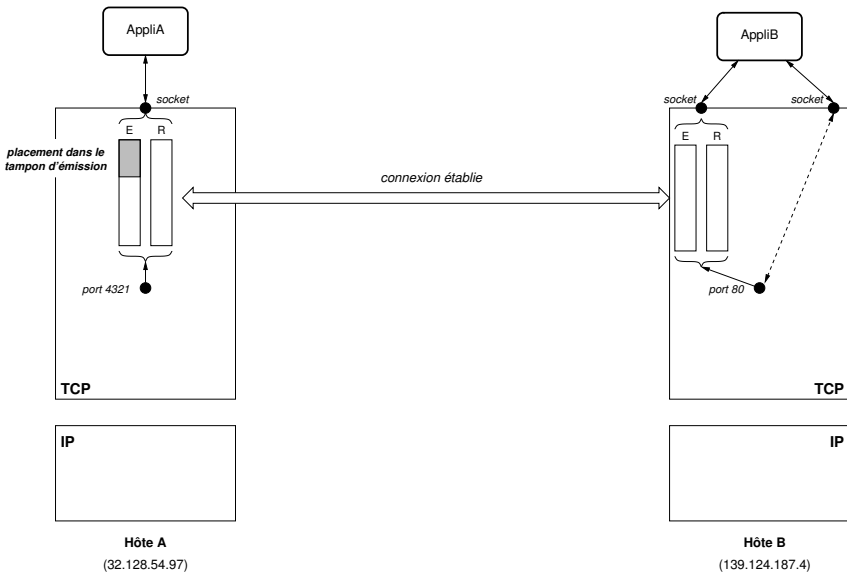 AppliA
AppliB
socket
socket
socket
E
R
E
R
placement dans le
tampon d'émission
connexion établie
port 4321
port 80
TCP
TCP
IP
IP
Hôte A
(32.128.54.97)
Hôte B
(139.124.187.4)